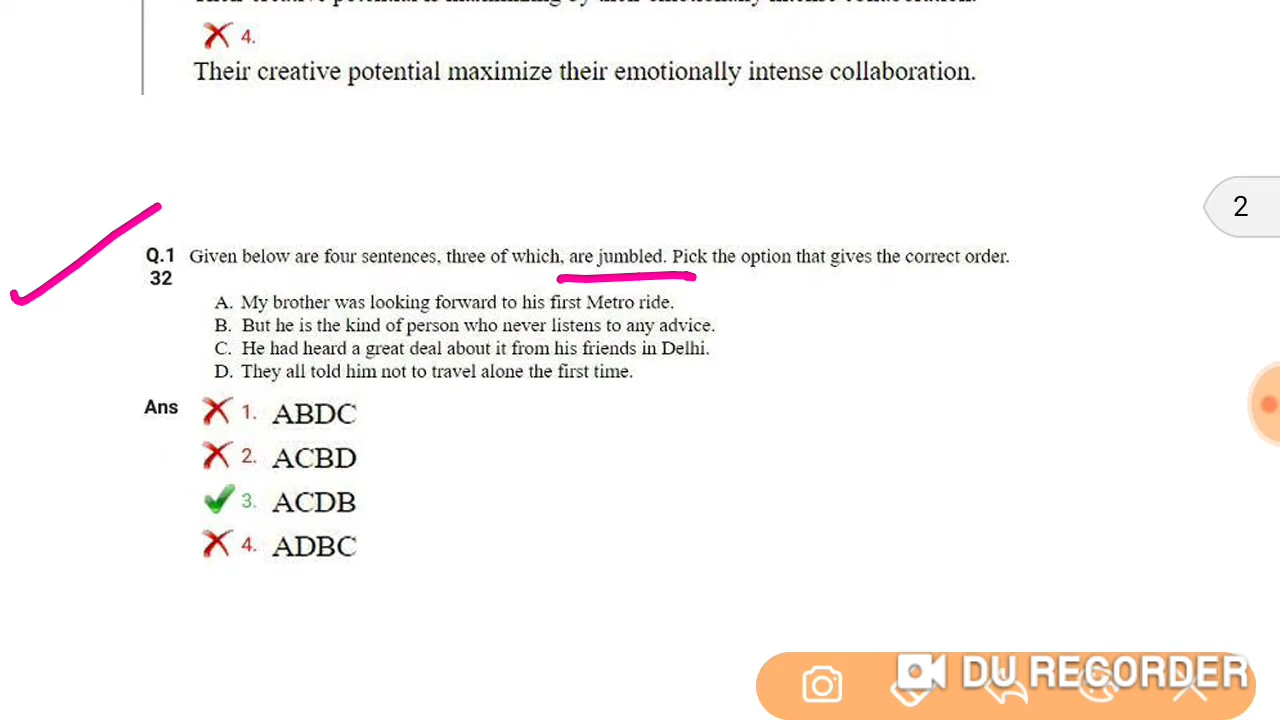 4.
Their creative potential maximize their emotionally intense collaboration.
2
Q.1 Given below are four sentences, three of which, are jumbled. Pick the option that gives the correct order.
32
A. My brother was looking forward to his first Metro ride.
B. But he is the kind of person who never listens to any advice.
C. He had heard a great deal about it from his friends in Delhi.
D. They all told him not to travel alone the first time.
Ans 1. ABDC
2. ACBD
3. ACDB
4. ADBC
DU RECORDER